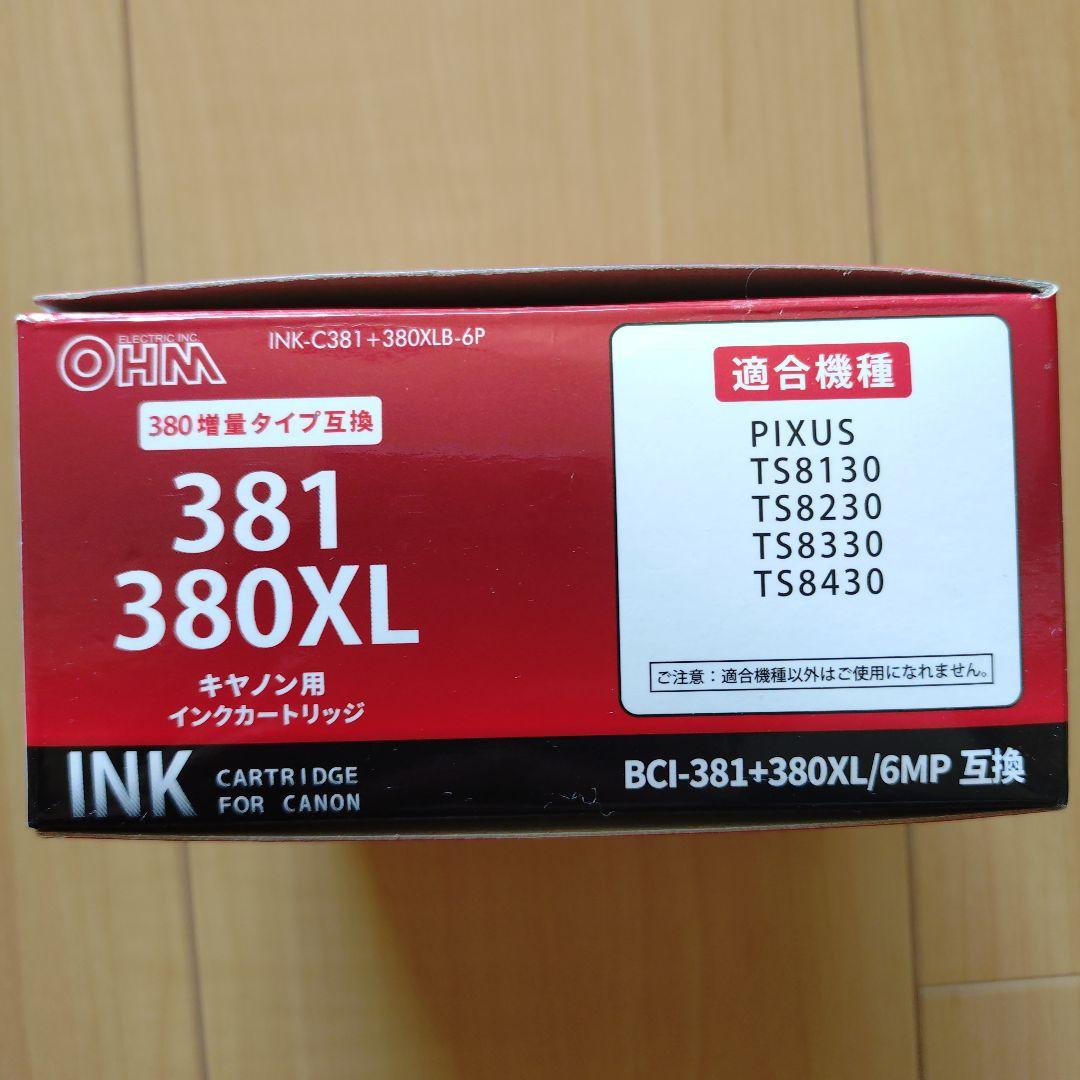 ELECTRIC INC.
OHM
INK-C381+380XLB-6P
380増量タイプ互換
381
380XL
キヤノン用
インクカートリッジ
適合機種
PIXUS
TS8130
TS8230
TS8330
TS8430
ご注意：適合機種以外はご使用になれません。
INK CARTRIDGE
FOR CANON
BCI-381+380XL/6MP 互換